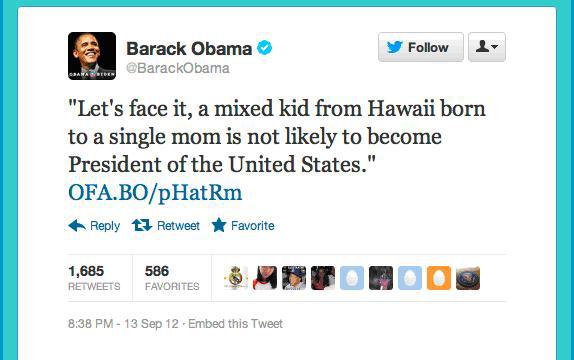 Barack Obama
@BarackObama
Follow
"Let's face it, a mixed kid from Hawaii born
to a single mom is not likely to become
President of the United States."
OFA.BO/pHatRm
Reply Retweet Favorite
1,685 586
RETWEETS FAVORITES
8:38 PM - 13 Sep 12 · Embed this Tweet